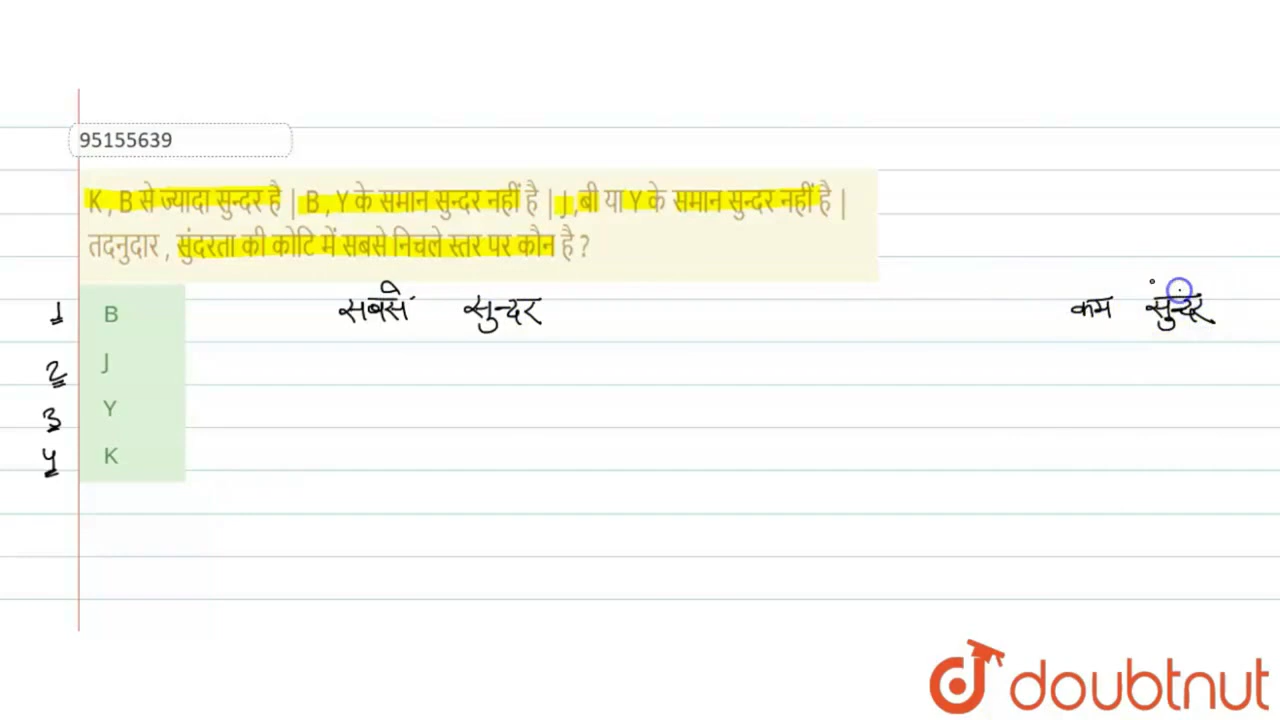 95155639
K , B से ज्यादा सुन्दर है | B , Y के समान सुन्दर नहीं है | J ,बी या Y के समान सुन्दर नहीं है |
तदनुदार , सुंदरता की कोटि में सबसे निचले स्तर पर कौन है ?
1 B
सबसे सुन्दर
कम सुन्दर
2 J
3 Y
4 K
doubtnut